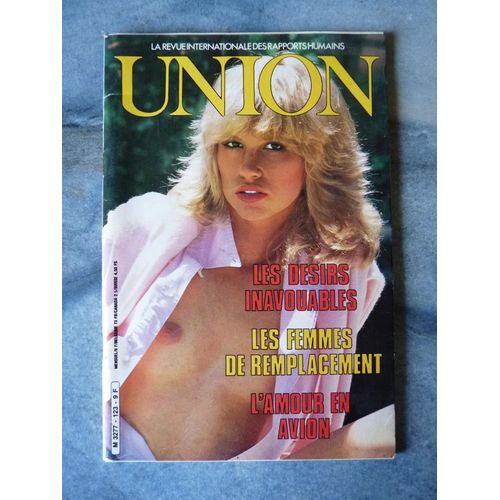 LA REVUE INTERNATIONALE DES RAPPORTS HUMAINS
UNION
LES DESIRS
INAVOUABLES
LES FEMMES
DE REMPLACEMENT
L'AMOUR EN
AVION
M 3277 - 123 - 9 F